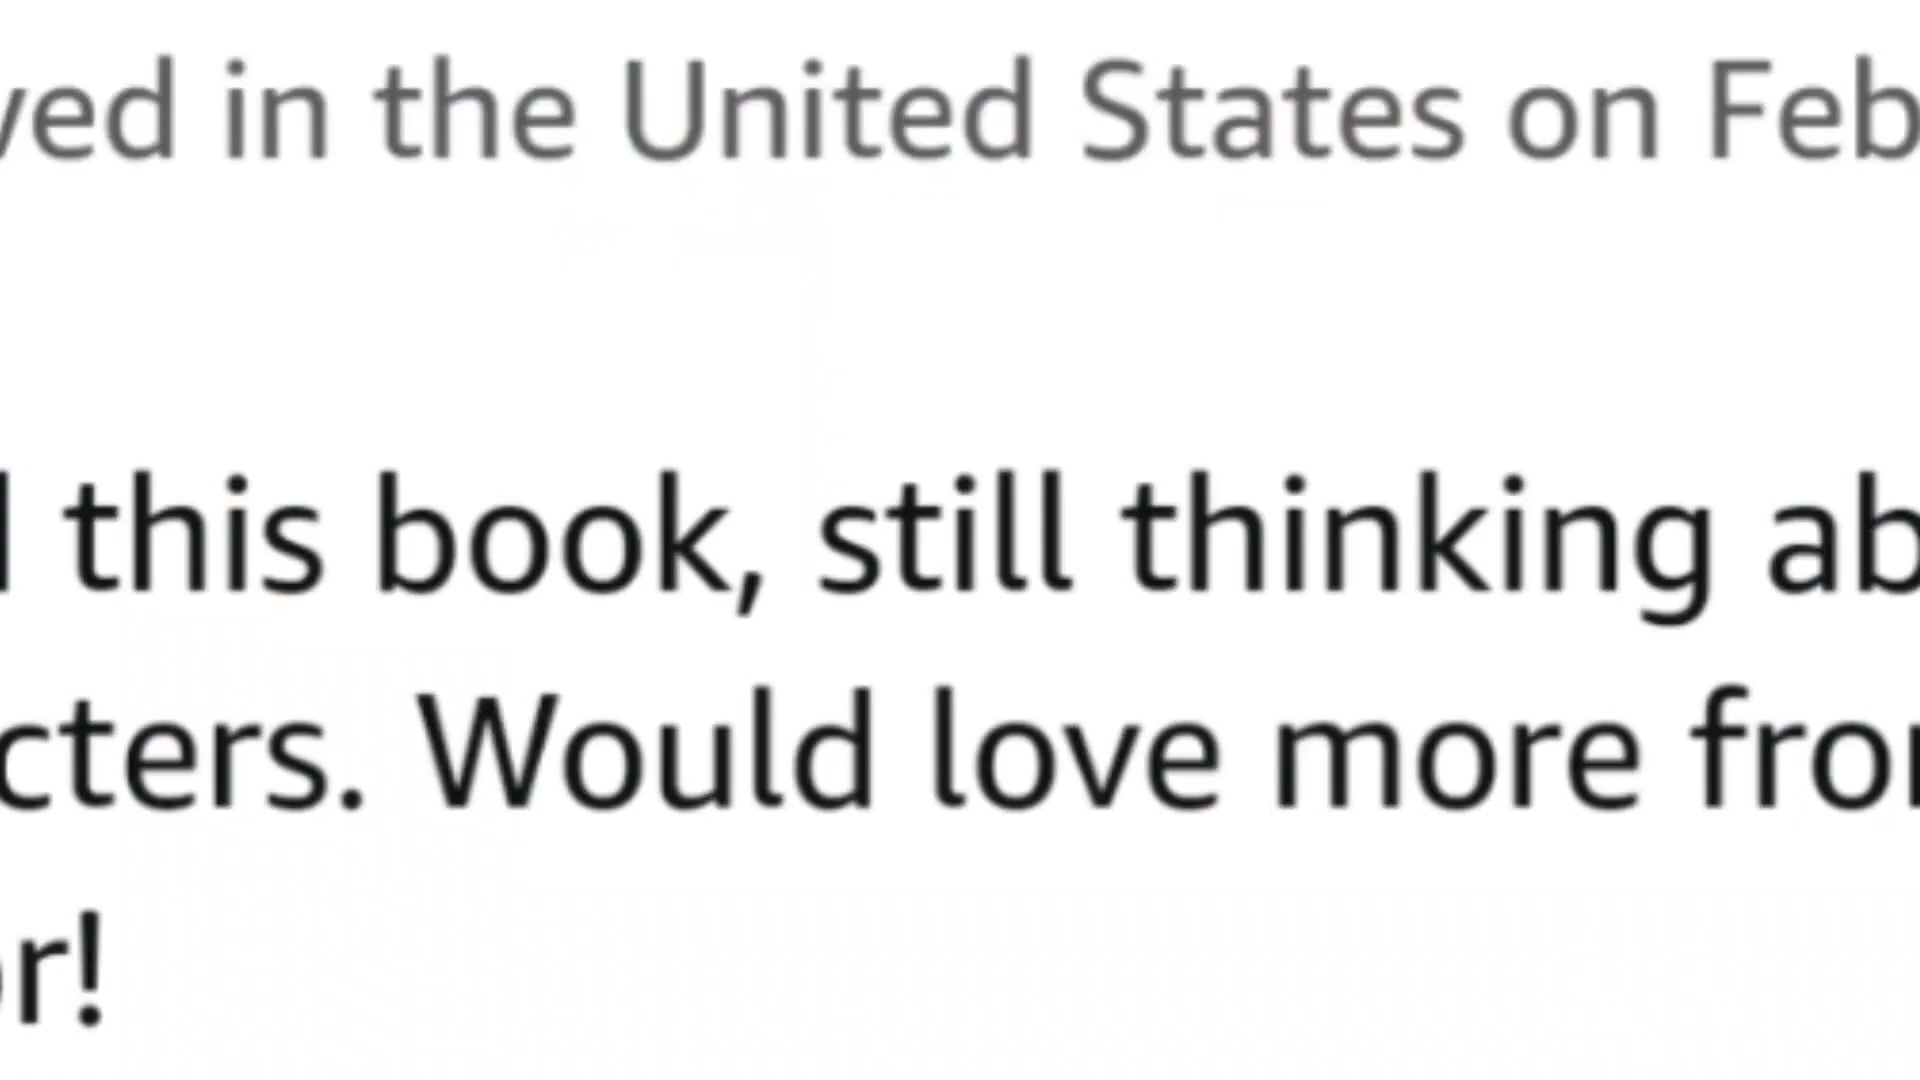 ved in the United States on Feb
this book, still thinking ab
cters. Would love more fro
r!